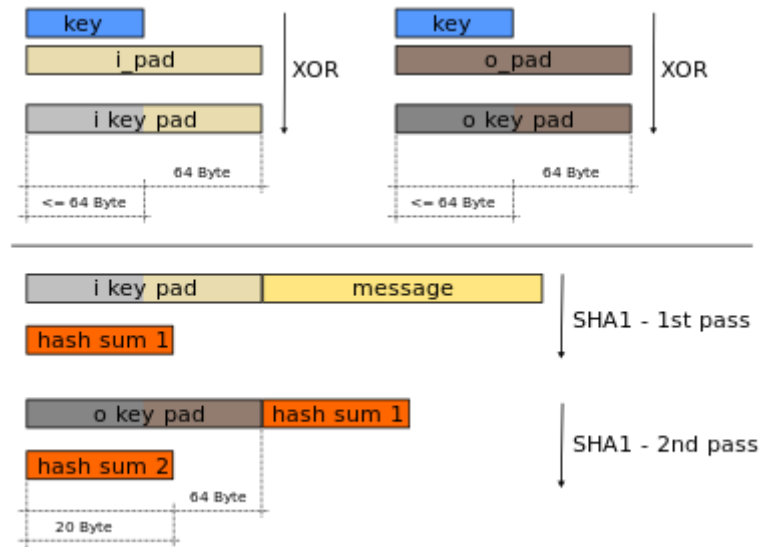 key
i_pad
XOR
i key pad
64 Byte
<= 64 Byte
key
o_pad
XOR
o key pad
64 Byte
<= 64 Byte
i key pad message
SHA1 - 1st pass
hash sum 1
o key pad hash sum 1
SHA1 - 2nd pass
hash sum 2
64 Byte
20 Byte